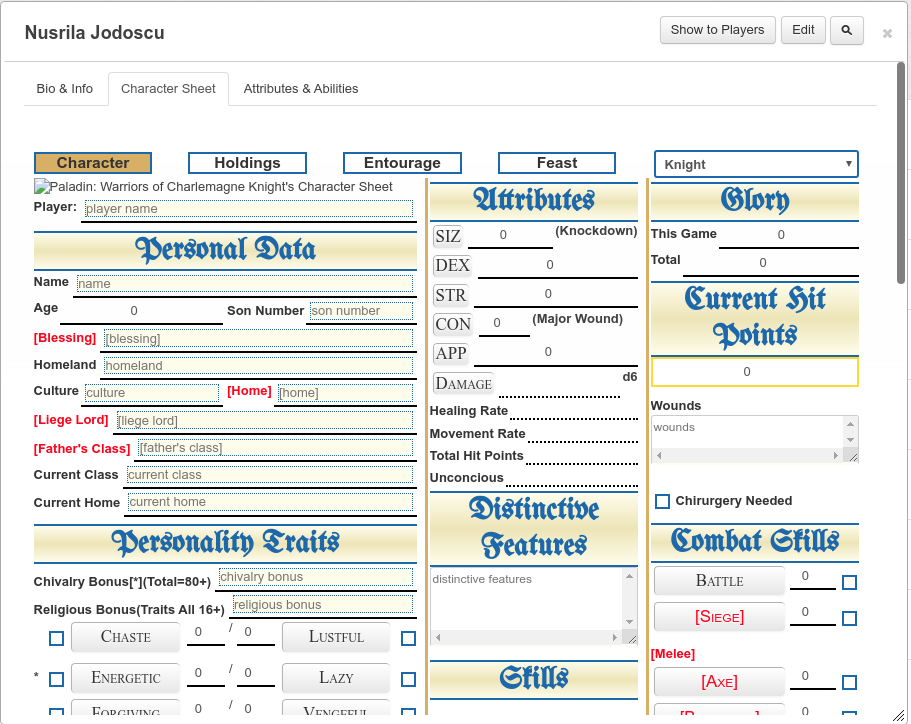 Nusrila Jodoscu
Show to Players
Edit
Bio & Info
Character Sheet
Attributes & Abilities
Character
Holdings
Entourage
Feast
Knight
Paladin: Warriors of Charlemagne Knight's Character Sheet
Player: player name
Personal Data
Name name
Age 0 Son Number son number
[Blessing] [blessing]
Homeland homeland
Culture culture [Home] [home]
[Liege Lord] [liege lord]
[Father's Class] [father's class]
Current Class current class
Current Home current home
Personality Traits
Chivalry Bonus[*](Total=80+) chivalry bonus
Religious Bonus(Traits All 16+) religious bonus
Chaste 0 / 0 Lustful
* Energetic 0 / 0 Lazy
Forgiving 0 / 0 Vengeful
Attributes
SIZ 0 (Knockdown)
DEX 0
STR 0
CON 0 (Major Wound)
APP 0
Damage d6
Healing Rate
Movement Rate
Total Hit Points
Unconcious
Distinctive
Features
distinctive features
Skills
Glory
This Game 0
Total 0
Current Hit
Points
0
Wounds
wounds
Chirurgery Needed
Combat Skills
Battle 0
[Siege] 0
[Melee]
[Axe] 0
0